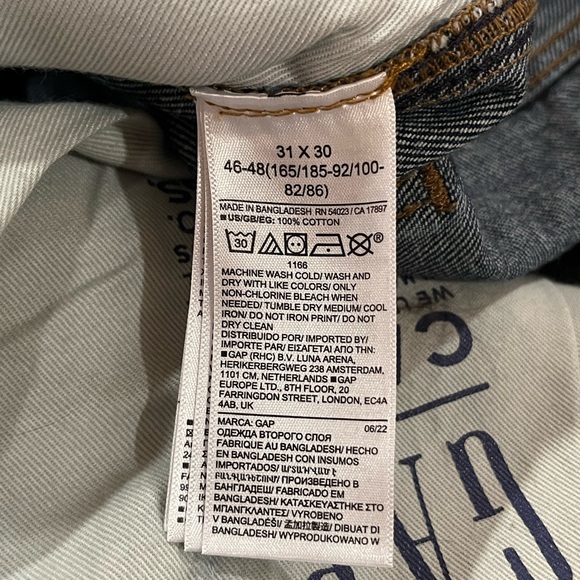 31 X 30
46-48(165/185-92/100-
82/86)
MADE IN BANGLADESH RN 54023 / CA 17897
■ US/GB/EG: 100% COTTON
30
1166
MACHINE WASH COLD/ WASH AND
DRY WITH LIKE COLORS/ ONLY
NON-CHLORINE BLEACH WHEN
NEEDED/ TUMBLE DRY MEDIUM/ COOL
IRON/ DO NOT IRON PRINT/ DO NOT
DRY CLEAN
DISTRIBUIDO POR/ IMPORTED BY/
IMPORTE PAR/ ΕΙΣΑΓΕΤΑΙ ΑΠΟ ΤΗΝ:
■ GAP (RHC) B.V. LUNA ARENA,
HERIKERBERGWEG 238 AMSTERDAM,
1101 CM, NETHERLANDS ■ GAP
EUROPE LTD., 8TH FLOOR, 20
FARRINGDON STREET, LONDON, EC4A
4AB, UK
MARCA: GAP 06/22
ОДЕЖДА ВТОРОГО СЛОЯ
FABRIQUE AU BANGLADESH/ HECHO
EN BANGLADESH CON INSUMOS
IMPORTADOS/ ԱՐՏԱԴՐՎԱԾ Է
ԲԱՆԳԼԱԴԵՇՈՒՄ/ ПРОИЗВЕДЕНО В
БАНГЛАДЕШ/ FABRICADO EM
BANGLADESH/ ΚΑΤΑΣΚΕΥΑΣΤΗΚΕ ΣΤΟ
ΜΠΑΝΓΚΛΑΝΤΕΣ/ VYROBENO
V BANGLADÉŠI/ 孟加拉製造/ DIBUAT DI
BANGLADESH/ WYPRODUKOWANO W